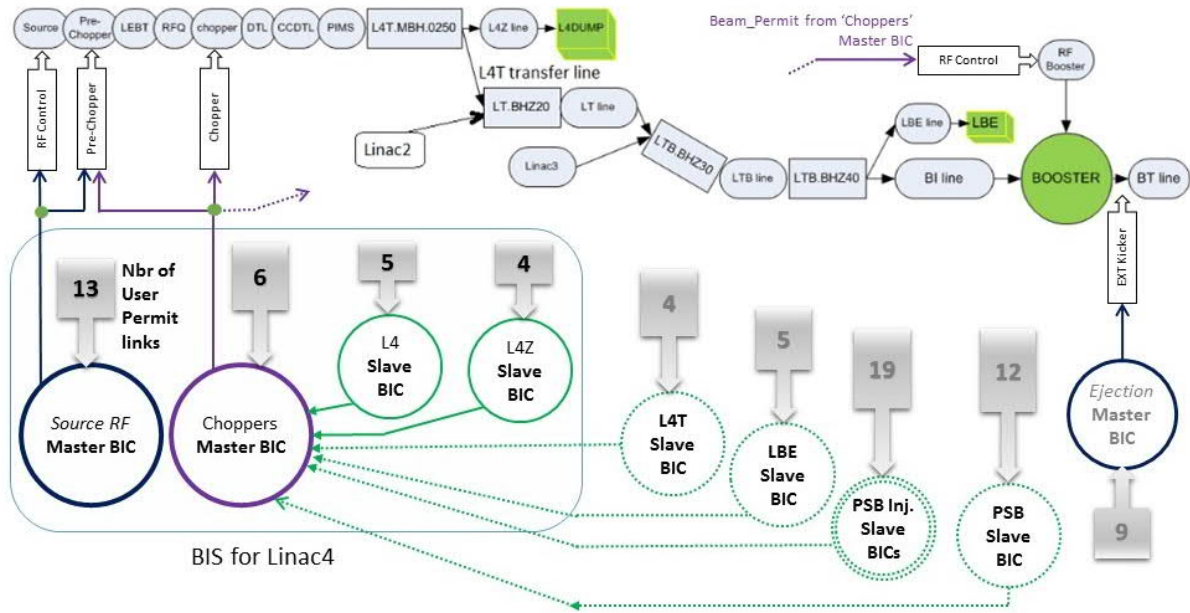 Source
Pre-
Chopper
LEBT
RFQ
chopper
DTL
CCDTL
PIMS
L4T.MBH.0250
L4Z line
L4DUMP
Beam_Permit from ‘Choppers’
Master BIC
RF Control
RF
Booster
L4T transfer line
LT.BHZ20
LT line
Linac2
Linac3
LTB.BHZ30
LTB line
LTB.BHZ40
LBE line
LBE
BI line
BOOSTER
BT line
RF Control
Pre-Chopper
Chopper
EXT Kicker
13
Nbr of
User
Permit
links
6
5
4
4
5
19
12
9
Source RF
Master BIC
Choppers
Master BIC
L4
Slave
BIC
L4Z
Slave
BIC
L4T
Slave
BIC
LBE
Slave
BIC
PSB Inj.
Slave
BICs
PSB
Slave
BIC
Ejection
Master
BIC
BIS for Linac4